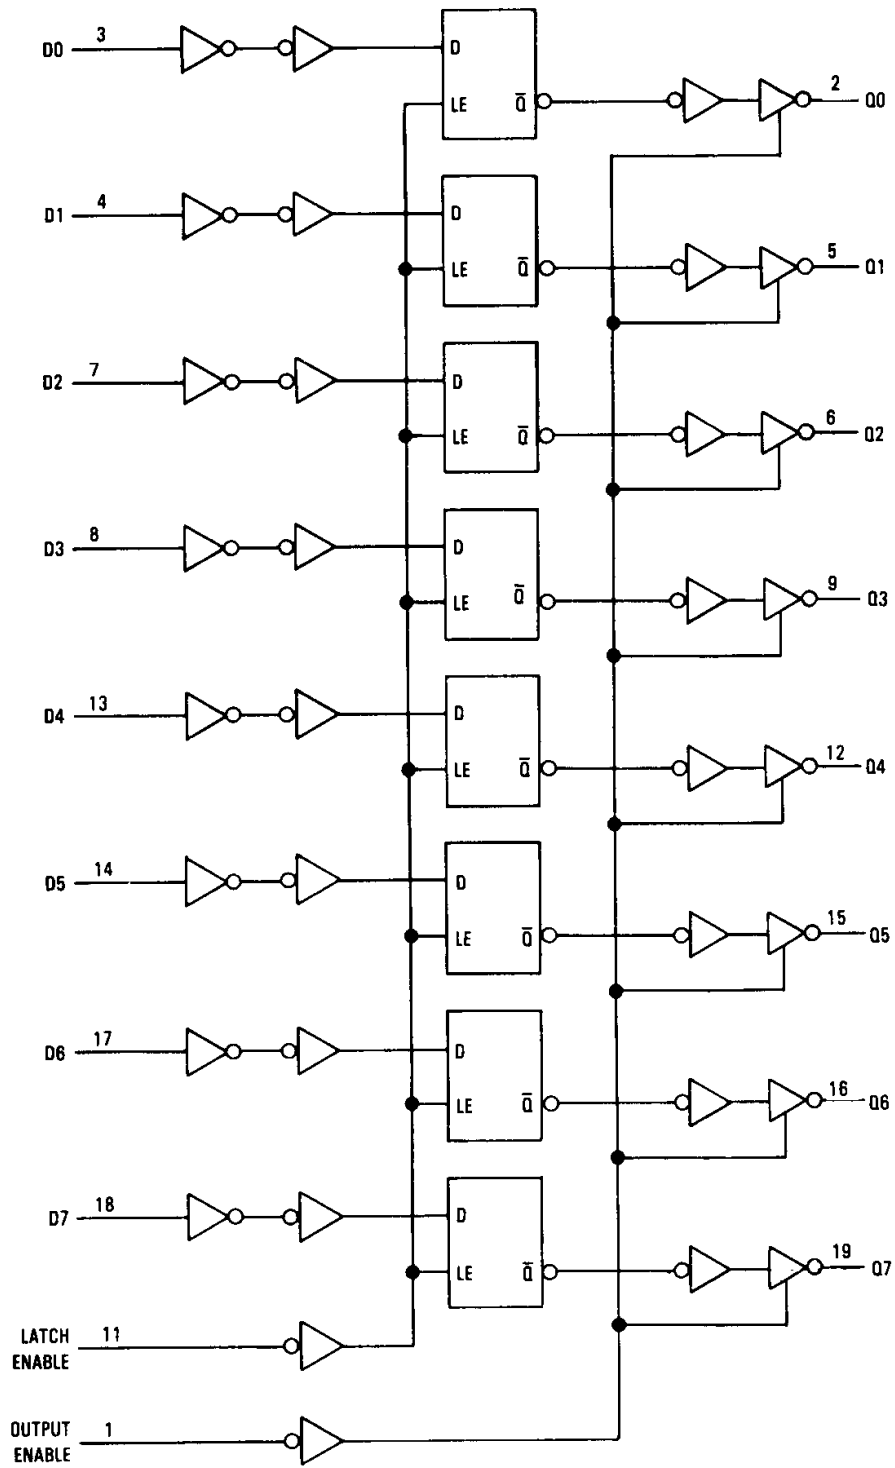 D0 3 D LE Q̅ 2 Q0
D1 4 D LE Q̅ 5 Q1
D2 7 D LE Q̅ 6 Q2
D3 8 D LE Q̅ 9 Q3
D4 13 D LE Q̅ 12 Q4
D5 14 D LE Q̅ 15 Q5
D6 17 D LE Q̅ 16 Q6
D7 18 D LE Q̅ 19 Q7
LATCH 11
ENABLE
OUTPUT 1
ENABLE